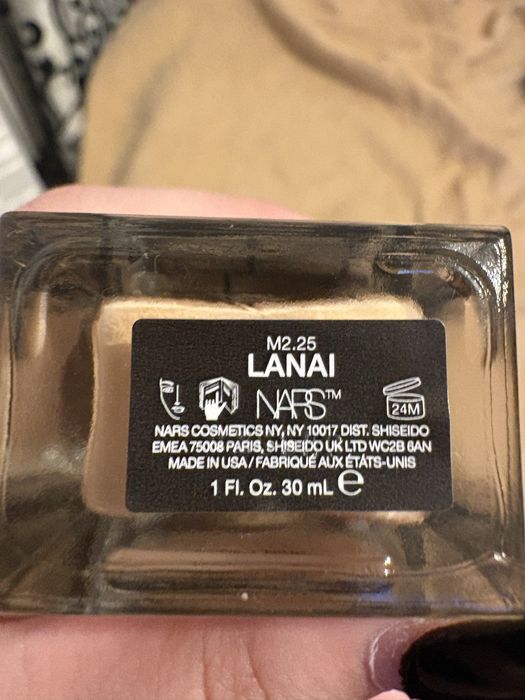 M2.25
LANAI
NARS™
24M
NARS COSMETICS NY, NY 10017 DIST. SHISEIDO
EMEA 75008 PARIS, SHISEIDO UK LTD WC2B 6AN
MADE IN USA / FABRIQUÉ AUX ÉTATS-UNIS
1 Fl. Oz. 30 mL ℮